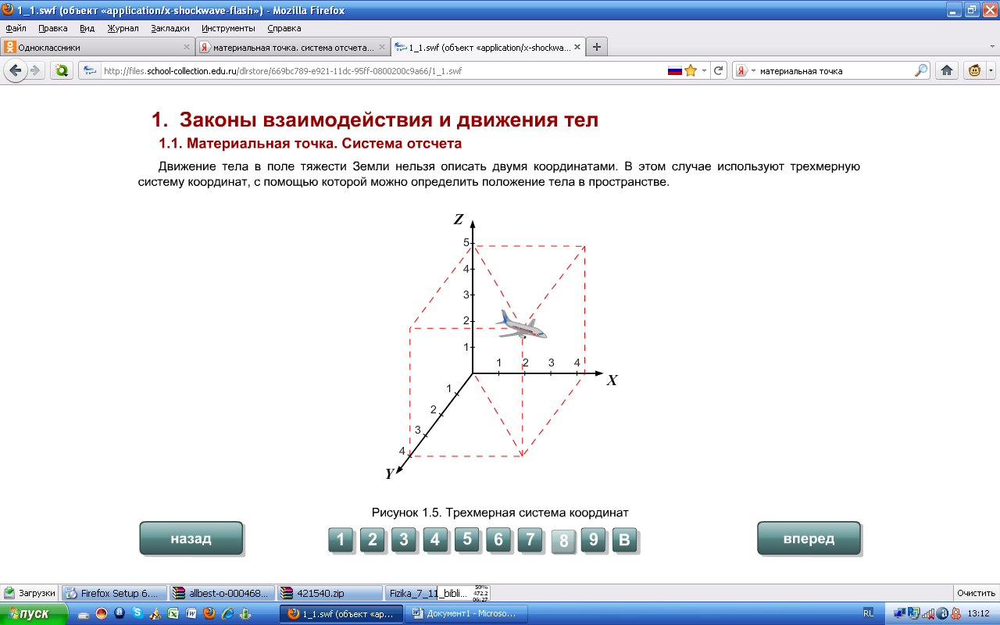 1_1.swf (объект «application/x-shockwave-flash») - Mozilla Firefox
Файл Правка Вид Журнал Закладки Инструменты Справка
Одноклассники
материальная точка. система отсчета...
1_1.swf (объект «application/x-shockwa...
http://files.school-collection.edu.ru/dlrstore/669bc789-e921-11dc-95ff-0800200c9a66/1_1.swf
Я материальная точка
1. Законы взаимодействия и движения тел
1.1. Материальная точка. Система отсчета
Движение тела в поле тяжести Земли нельзя описать двумя координатами. В этом случае используют трехмерную
систему координат, с помощью которой можно определить положение тела в пространстве.
Z
5
4
3
2
1
1 2 3 4
X
1
2
3
4
Y
Рисунок 1.5. Трехмерная система координат
назад
1 2 3 4 5 6 7 8 9 В
вперед
Загрузки
Firefox Setup 6....
allbest-o-000468...
421540.zip
Fizika_7_11_bibli...
50%
472.2
06:27
Очистить
пуск
1_1.swf (объект «ap...
Документ1 - Microso...
RL
13:12